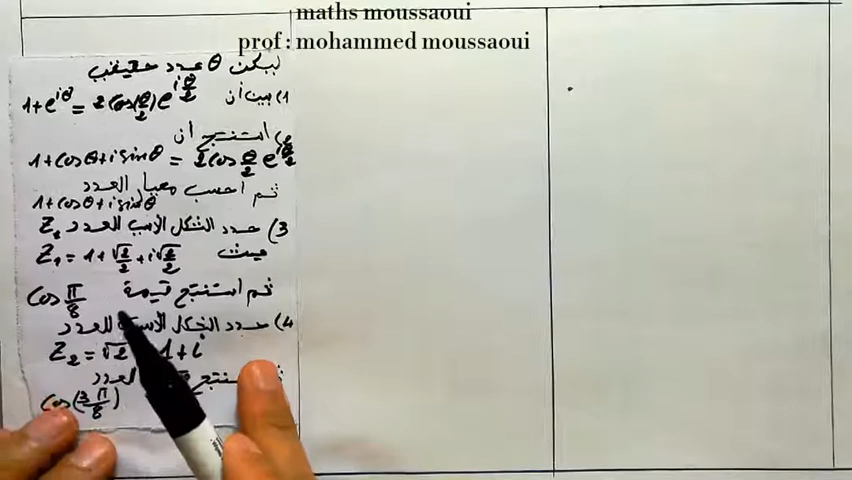 maths moussaoui
prof : mohammed moussaoui
ليكن θ عدد حقيقي
1) بين أن 1+e^{iθ} = 2cos(θ/2)e^{iθ/2}
2) استنتج أن
1+cosθ+i sinθ = 2cos θ/2 e^{iθ/2}
ثم احسب معيار العدد
1+cosθ+i sinθ
3) حدد الشكل الأسي للعدد Z₁
حيث Z₁ = 1+√2/2+i√2/2
ثم استنتج قيمة cos π/8
4) حدد الشكل الأسي للعدد
Z₂ = √2 1+i
العدد
cos(3π/8)